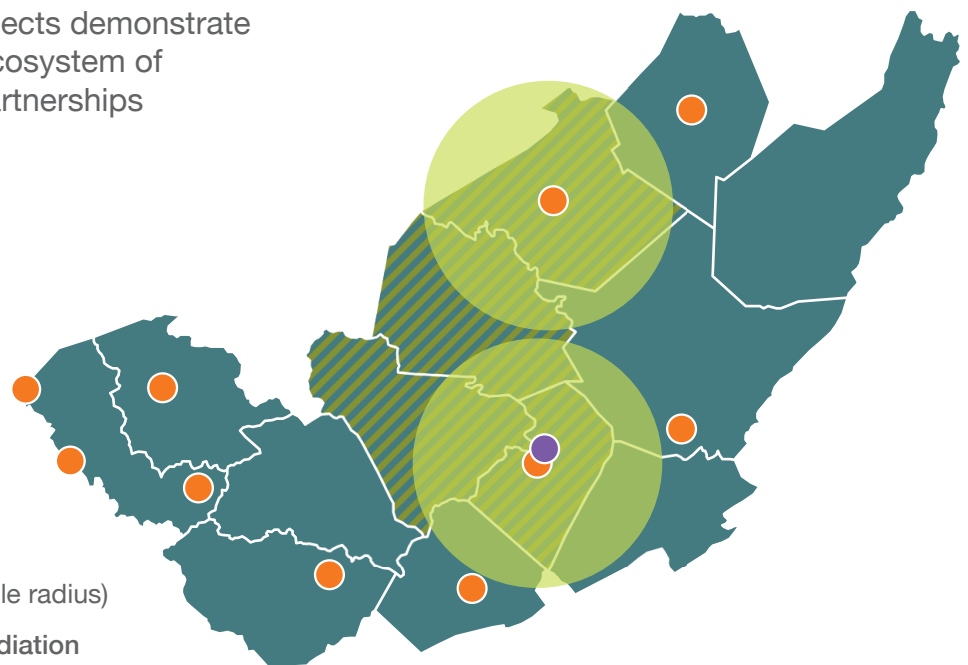 ects demonstrate
cosystem of
artnerships
le radius)
diation